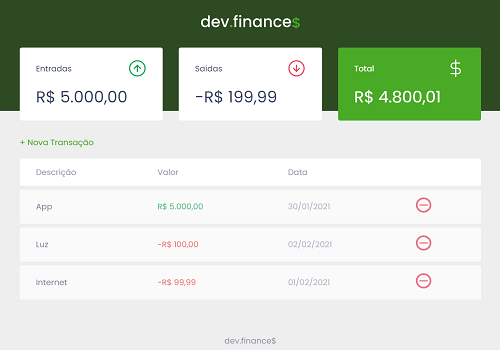 dev.finance$
Entradas
R$ 5.000,00
Saídas
-R$ 199,99
Total
R$ 4.800,01
+ Nova Transação
Descrição Valor Data
App R$ 5.000,00 30/01/2021
Luz -R$ 100,00 02/02/2021
Internet -R$ 99,99 01/02/2021
dev.finance$